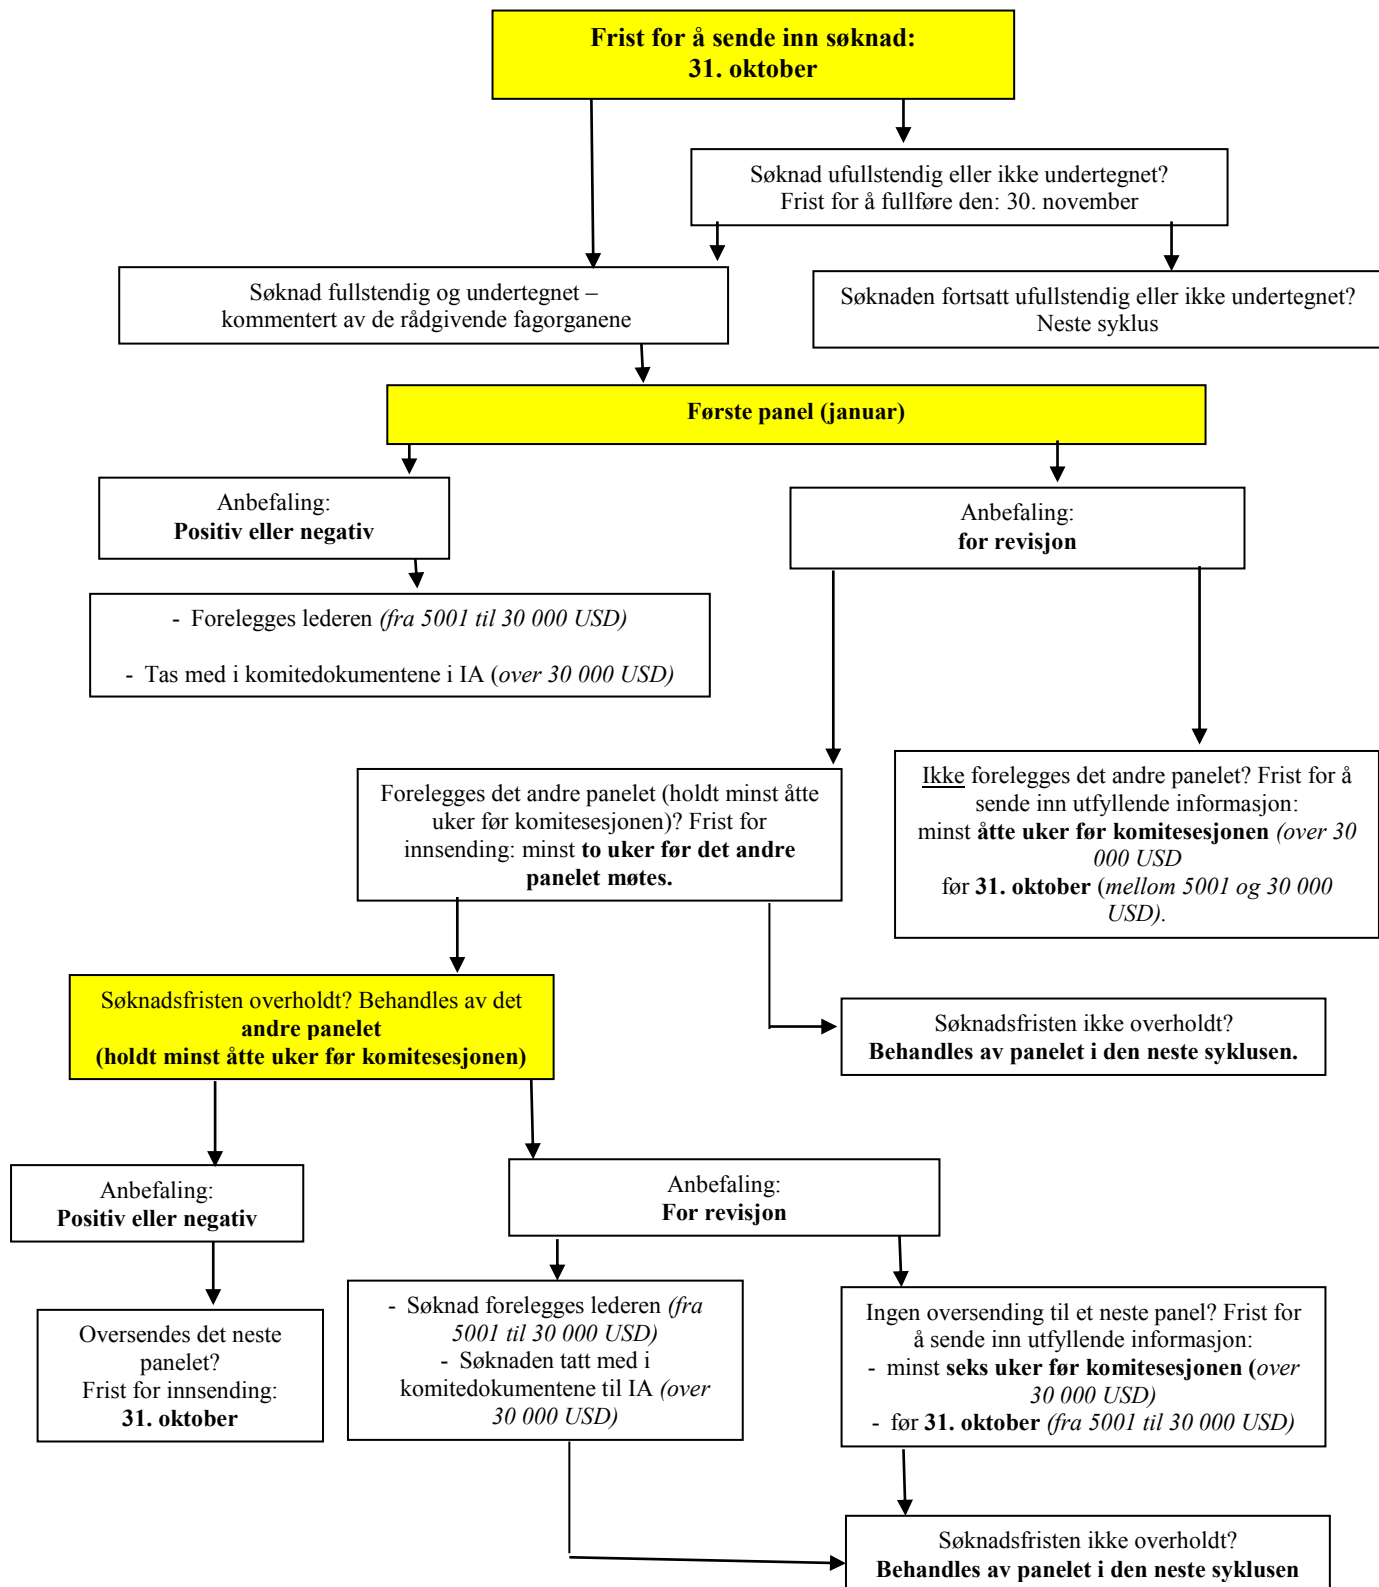 Frist for å sende inn søknad:
31. oktober
Søknad ufullstendig eller ikke undertegnet?
Frist for å fullføre den: 30. november
Søknad fullstendig og undertegnet –
kommentert av de rådgivende fagorganene
Søknaden fortsatt ufullstendig eller ikke undertegnet?
Neste syklus
Første panel (januar)
Anbefaling:
Positiv eller negativ
Anbefaling:
for revisjon
- Forelegges lederen (fra 5001 til 30 000 USD)
- Tas med i komitedokumentene i IA (over 30 000 USD)
Forelegges det andre panelet (holdt minst åtte
uker før komitesesjonen)? Frist for
innsending: minst to uker før det andre
panelet møtes.
Ikke forelegges det andre panelet? Frist for å
sende inn utfyllende informasjon:
minst åtte uker før komitesesjonen (over 30
000 USD
før 31. oktober (mellom 5001 og 30 000
USD).
Søknadsfristen overholdt? Behandles av det
andre panelet
(holdt minst åtte uker før komitesesjonen)
Søknadsfristen ikke overholdt?
Behandles av panelet i den neste syklusen.
Anbefaling:
Positiv eller negativ
Anbefaling:
For revisjon
Oversendes det neste
panelet?
Frist for innsending:
31. oktober
- Søknad forelegges lederen (fra
5001 til 30 000 USD)
- Søknaden tatt med i
komitedokumentene til IA (over
30 000 USD)
Ingen oversending til et neste panel? Frist for
å sende inn utfyllende informasjon:
- minst seks uker før komitesesjonen (over
30 000 USD)
- før 31. oktober (fra 5001 til 30 000 USD)
Søknadsfristen ikke overholdt?
Behandles av panelet i den neste syklusen